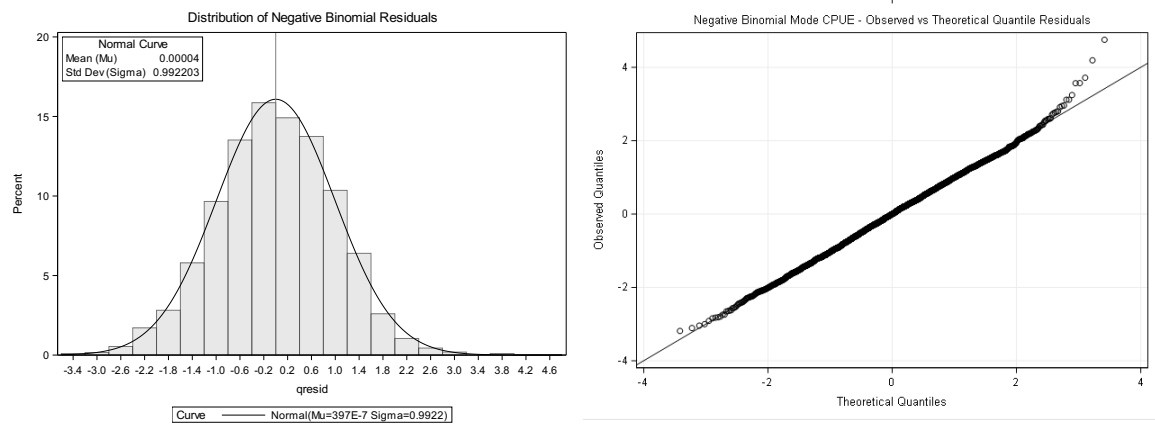 Distribution of Negative Binomial Residuals
20
15
10
5
0
Percent
Normal Curve
Mean (Mu) 0.00004
Std Dev (Sigma) 0.992203
-3.4 -3.0 -2.6 -2.2 -1.8 -1.4 -1.0 -0.6 -0.2 0.2 0.6 1.0 1.4 1.8 2.2 2.6 3.0 3.4 3.8 4.2 4.6
qresid
Curve Normal(Mu=397E-7 Sigma=0.9922)
Negative Binomial Mode CPUE - Observed vs Theoretical Quantile Residuals
4
2
0
-2
-4
Observed Quantiles
-4 -2 0 2 4
Theoretical Quantiles